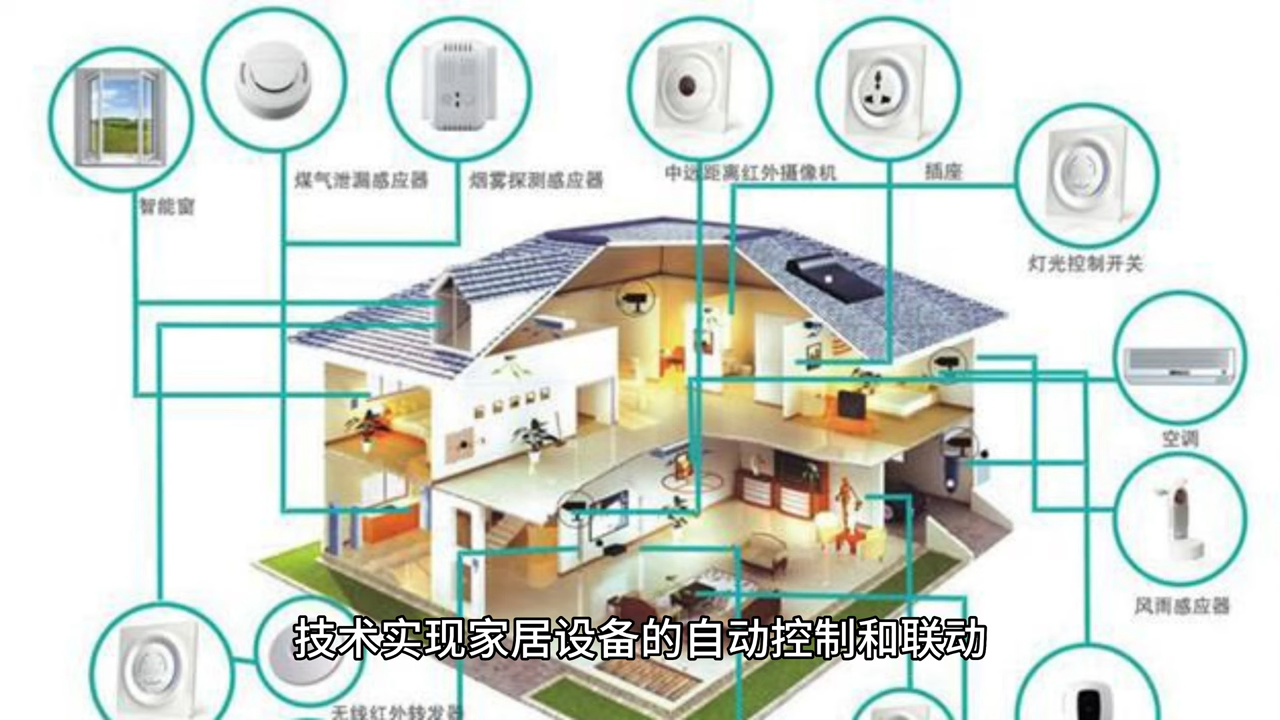 智能窗
煤气泄漏感应器
烟雾探测感应器
中远距离红外摄像机
插座
灯光控制开关
空调
风雨感应器
技术实现家居设备的自动控制和联动
无线红外转发器